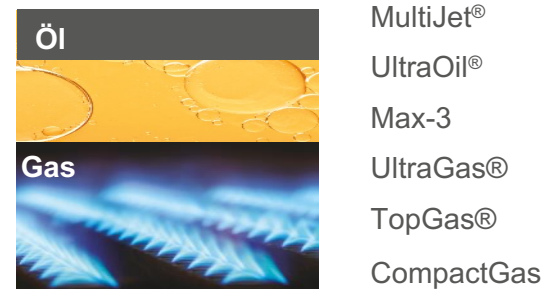 Öl
Gas
MultiJet®
UltraOil®
Max-3
UltraGas®
TopGas®
CompactGas